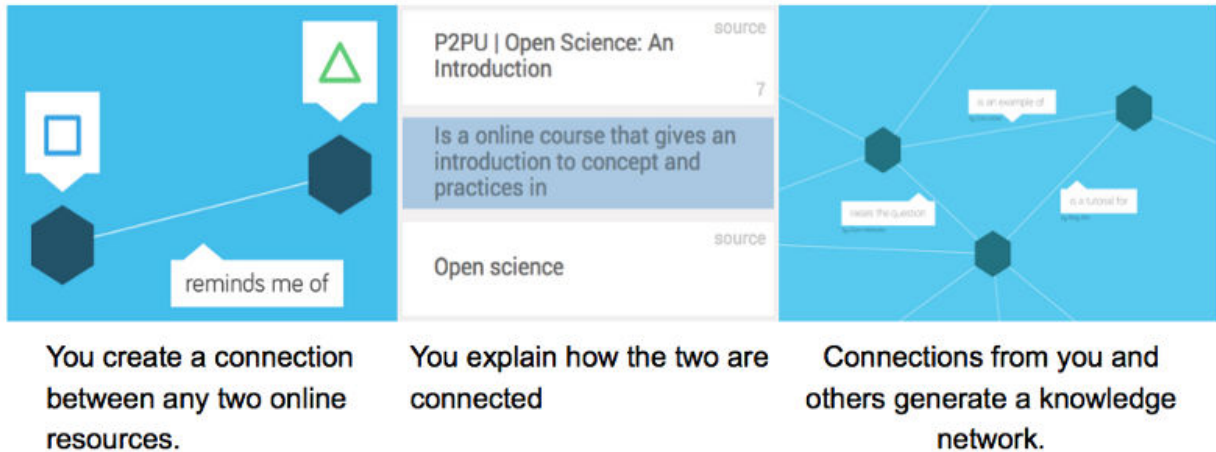 reminds me of
P2PU | Open Science: An
Introduction
source
7
Is a online course that gives an
introduction to concept and
practices in
source
Open science
is an example of
is a tutorial for
the question
You create a connection
between any two online
resources.
You explain how the two are
connected
Connections from you and
others generate a knowledge
network.